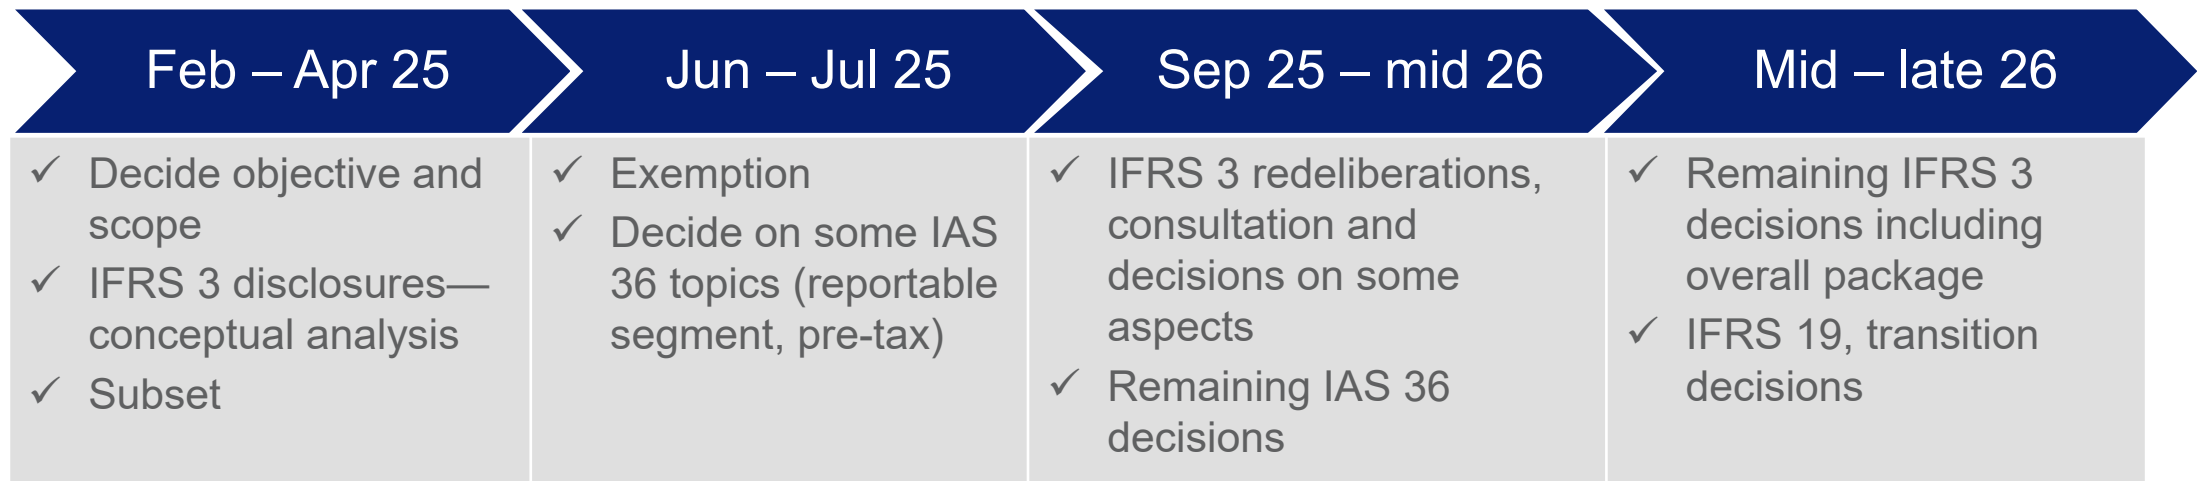 Feb – Apr 25
Jun – Jul 25
Sep 25 – mid 26
Mid – late 26
✓ Decide objective and
scope
✓ IFRS 3 disclosures—
conceptual analysis
✓ Subset
✓ Exemption
✓ Decide on some IAS
36 topics (reportable
segment, pre-tax)
✓ IFRS 3 redeliberations,
consultation and
decisions on some
aspects
✓ Remaining IAS 36
decisions
✓ Remaining IFRS 3
decisions including
overall package
✓ IFRS 19, transition
decisions